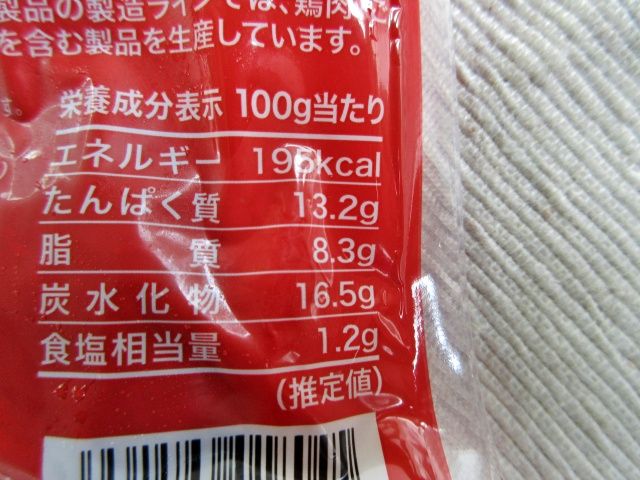 製品の製造ラインでは、鶏肉
を含む製品を生産しています。
す。
栄養成分表示 100g当たり
エネルギー kcal
たんぱく質 13.2g
脂質 8.3g
炭水化物 16.5g
食塩相当量 1.2g
(推定値)